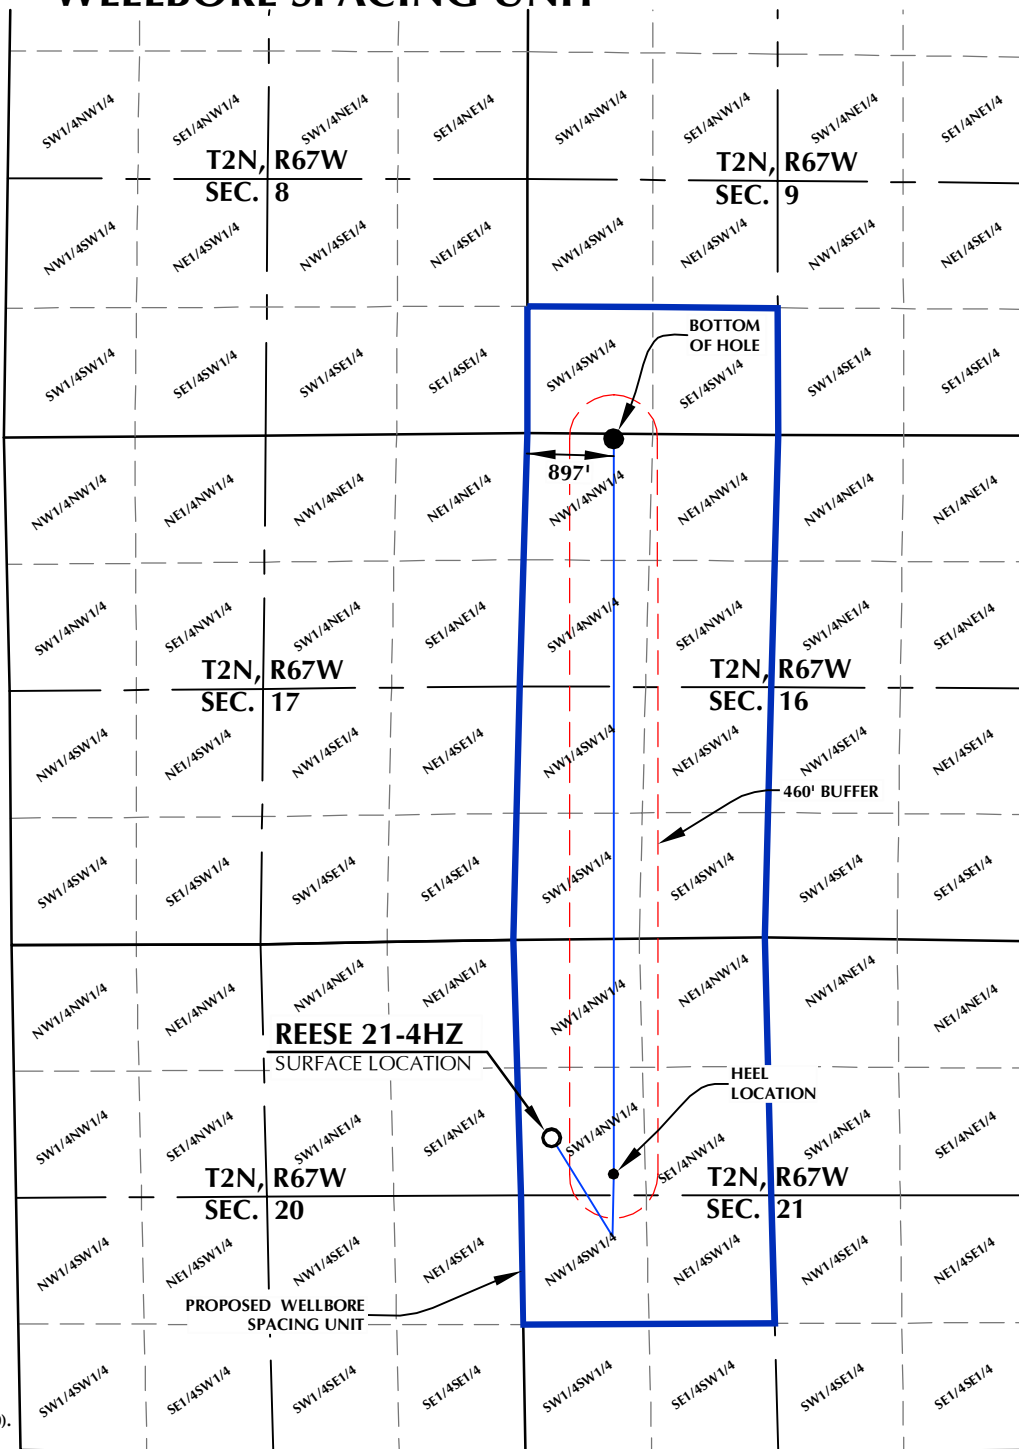 WELLBORE SPACING UNIT
SW1/4NW1/4 SE1/4NW1/4 SW1/4NE1/4 SE1/4NE1/4 SW1/4NW1/4 SE1/4NW1/4 SW1/4NE1/4 SE1/4NE1/4
T2N, R67W
SEC. 8
T2N, R67W
SEC. 9
NW1/4SW1/4 NE1/4SW1/4 NW1/4SE1/4 NE1/4SE1/4 NW1/4SW1/4 NE1/4SW1/4 NW1/4SE1/4 NE1/4SE1/4
BOTTOM
OF HOLE
SW1/4SW1/4 SE1/4SW1/4 SW1/4SE1/4 SE1/4SE1/4 SW1/4SW1/4 SE1/4SW1/4 SW1/4SE1/4 SE1/4SE1/4
897'
NW1/4NW1/4 NE1/4NW1/4 NW1/4NE1/4 NE1/4NE1/4 NW1/4NW1/4 NE1/4NW1/4 NW1/4NE1/4 NE1/4NE1/4
SW1/4NW1/4 SE1/4NW1/4 SW1/4NE1/4 SE1/4NE1/4 SW1/4NW1/4 SE1/4NW1/4 SW1/4NE1/4 SE1/4NE1/4
T2N, R67W
SEC. 17
T2N, R67W
SEC. 16
NW1/4SW1/4 NE1/4SW1/4 NW1/4SE1/4 NE1/4SE1/4 NW1/4SW1/4 NE1/4SW1/4 NW1/4SE1/4 NE1/4SE1/4
460' BUFFER
SW1/4SW1/4 SE1/4SW1/4 SW1/4SE1/4 SE1/4SE1/4 SW1/4SW1/4 SE1/4SW1/4 SW1/4SE1/4 SE1/4SE1/4
NW1/4NW1/4 NE1/4NW1/4 NW1/4NE1/4 NE1/4NE1/4 NW1/4NW1/4 NE1/4NW1/4 NW1/4NE1/4 NE1/4NE1/4
REESE 21-4HZ
SURFACE LOCATION
HEEL
LOCATION
SW1/4NW1/4 SE1/4NW1/4 SW1/4NE1/4 SE1/4NE1/4 SW1/4NW1/4 SE1/4NW1/4 SW1/4NE1/4 SE1/4NE1/4
T2N, R67W
SEC. 20
T2N, R67W
SEC. 21
NW1/4SW1/4 NE1/4SW1/4 NW1/4SE1/4 NE1/4SE1/4 NW1/4SW1/4 NE1/4SW1/4 NW1/4SE1/4 NE1/4SE1/4
PROPOSED WELLBORE
SPACING UNIT
SW1/4SW1/4 SE1/4SW1/4 SW1/4SE1/4 SE1/4SE1/4 SW1/4SW1/4 SE1/4SW1/4 SW1/4SE1/4 SE1/4SE1/4
).